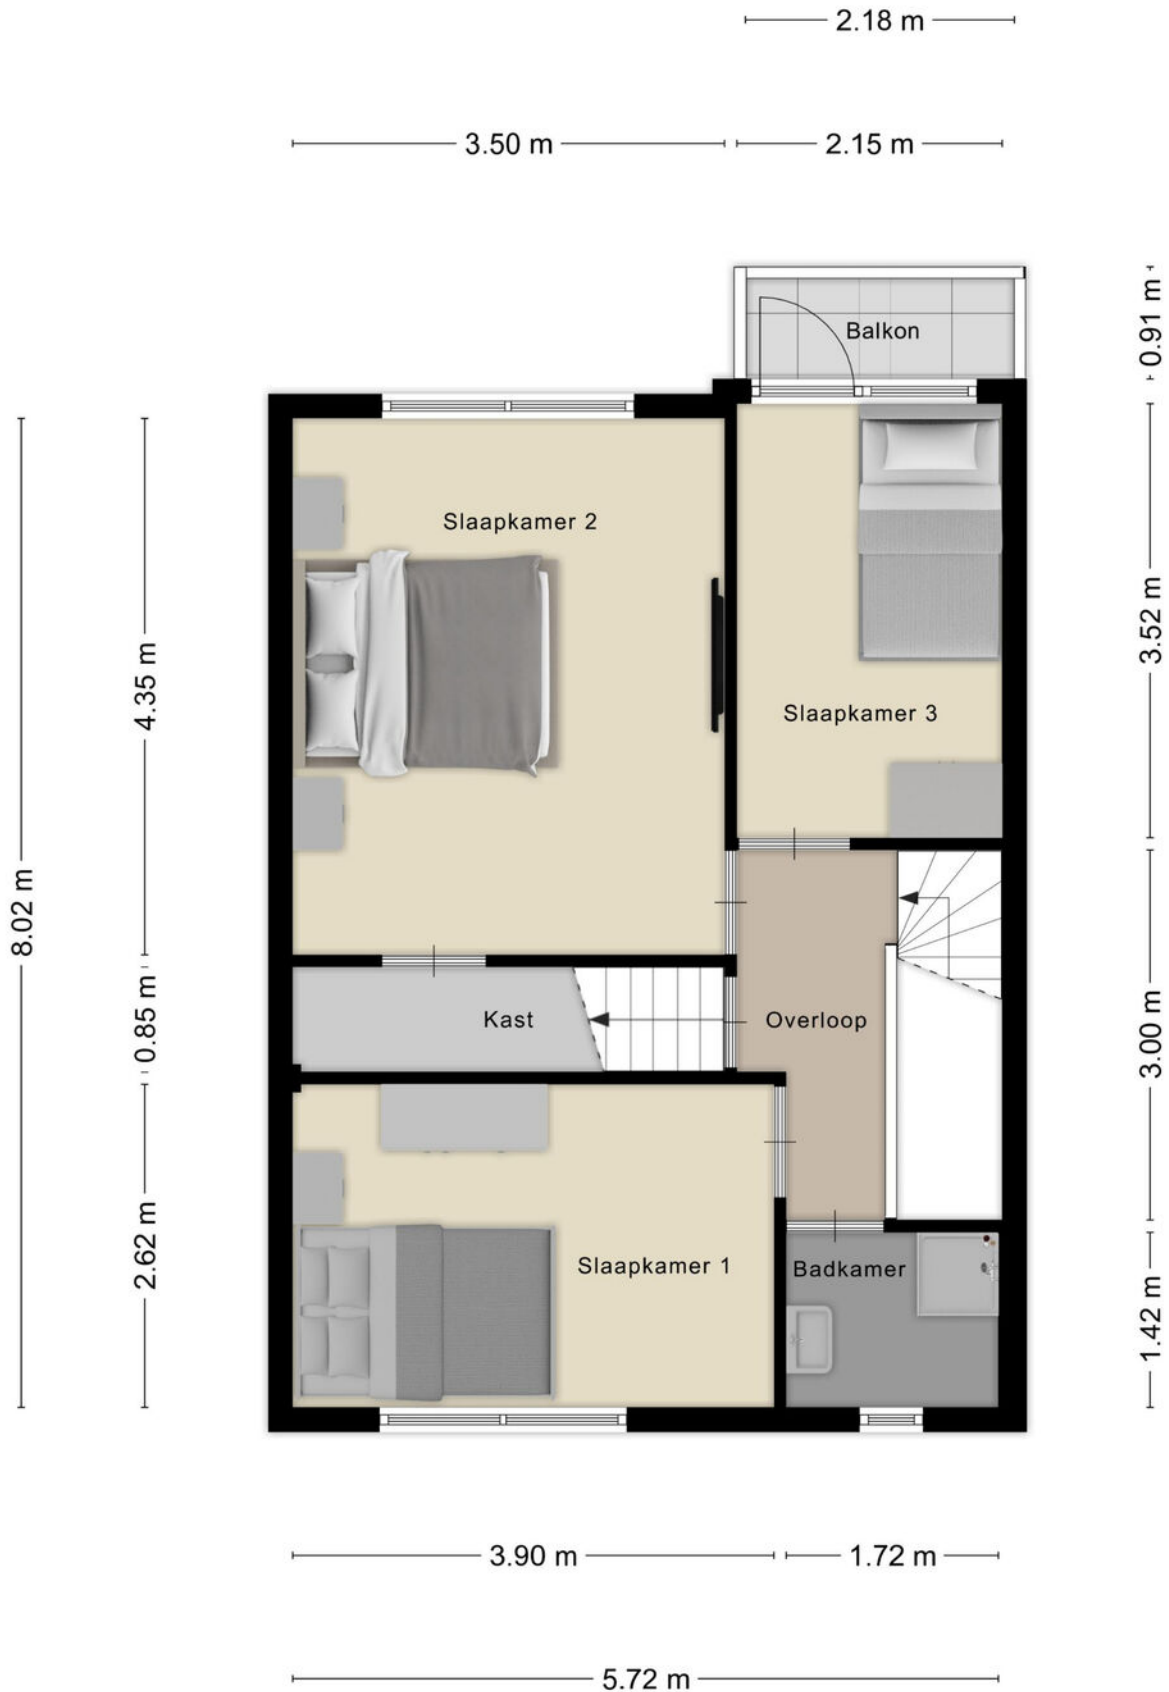 2.18 m
3.50 m
2.15 m
0.91 m
Balkon
Slaapkamer 2
3.52 m
4.35 m
Slaapkamer 3
8.02 m
0.85 m
Kast
Overloop
3.00 m
2.62 m
Slaapkamer 1
Badkamer
1.42 m
3.90 m
1.72 m
5.72 m